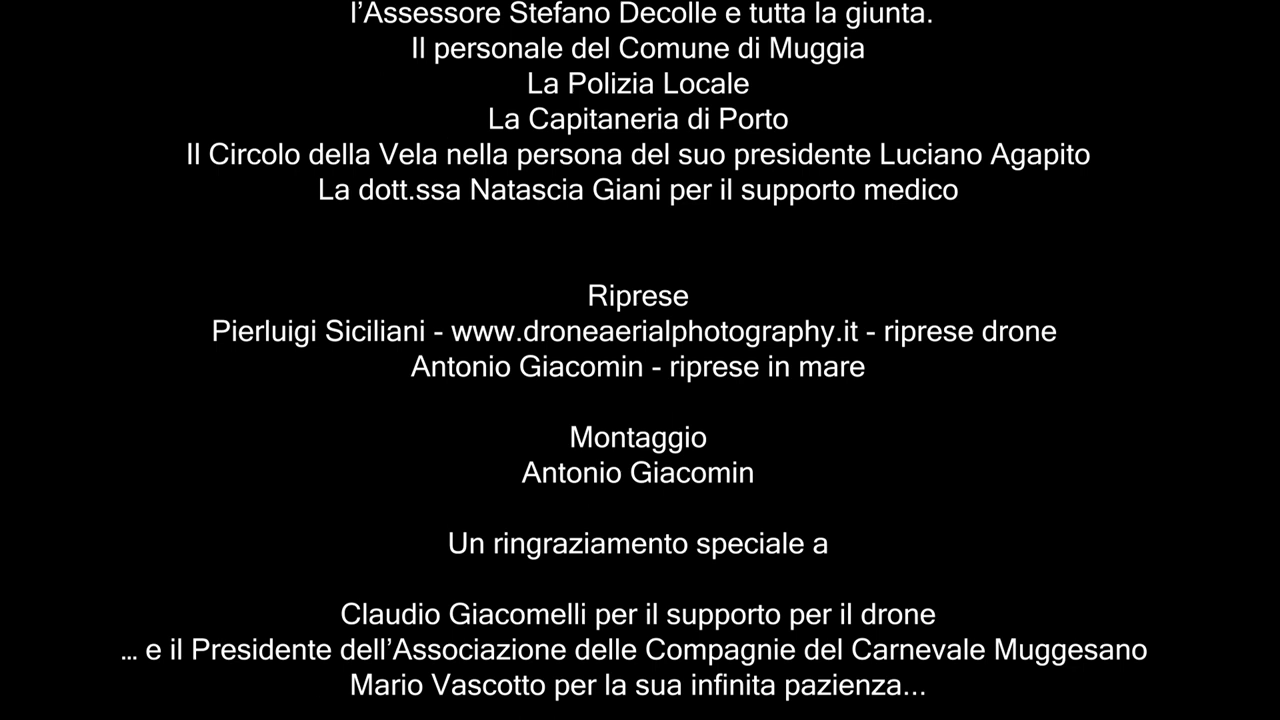 l’Assessore Stefano Decolle e tutta la giunta.
Il personale del Comune di Muggia
La Polizia Locale
La Capitaneria di Porto
Il Circolo della Vela nella persona del suo presidente Luciano Agapito
La dott.ssa Natascia Giani per il supporto medico
Riprese
Pierluigi Siciliani - www.droneaerialphotography.it - riprese drone
Antonio Giacomin - riprese in mare
Montaggio
Antonio Giacomin
Un ringraziamento speciale a
Claudio Giacomelli per il supporto per il drone
... e il Presidente dell’Associazione delle Compagnie del Carnevale Muggesano
Mario Vascotto per la sua infinita pazienza...